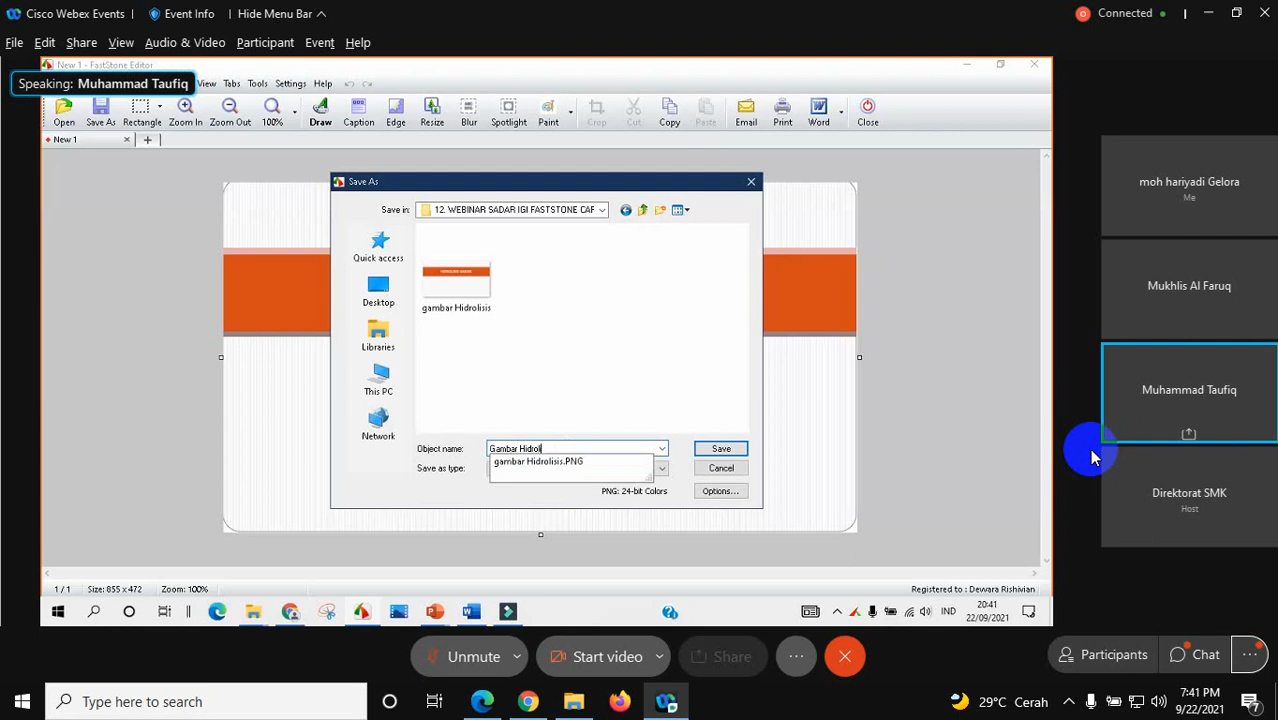 Cisco Webex Events Event Info Hide Menu Bar Connected
File Edit Share View Audio & Video Participant Event Help
New 1 - FastStone Editor
Speaking: Muhammad Taufiq
View Tabs Tools Settings Help
Open Save As Rectangle Zoom In Zoom Out 100% Draw Caption Edge Resize Blur Spotlight Paint Crop Cut Copy Paste Email Print Word Close
New 1
Save As
Save in: 12. WEBINAR SADAR IGI FASTSTONE CAP
Quick access
Desktop
Libraries
This PC
Network
gambar Hidrolisis
Object name: Gambar Hidroli Save
gambar Hidrolisis.PNG
Save as type: Cancel
PNG: 24-bit Colors Options...
1 / 1 Size: 855 x 472 Zoom: 100% Registered to : Dewara Rishivian
IND 20:41
22/09/2021
moh hariyadi Gelora
Me
Mukhlis Al Faruq
Muhammad Taufiq
Direktorat SMK
Host
Unmute Start video Share Participants Chat
Type here to search 29°C Cerah 7:41 PM
9/22/2021
7